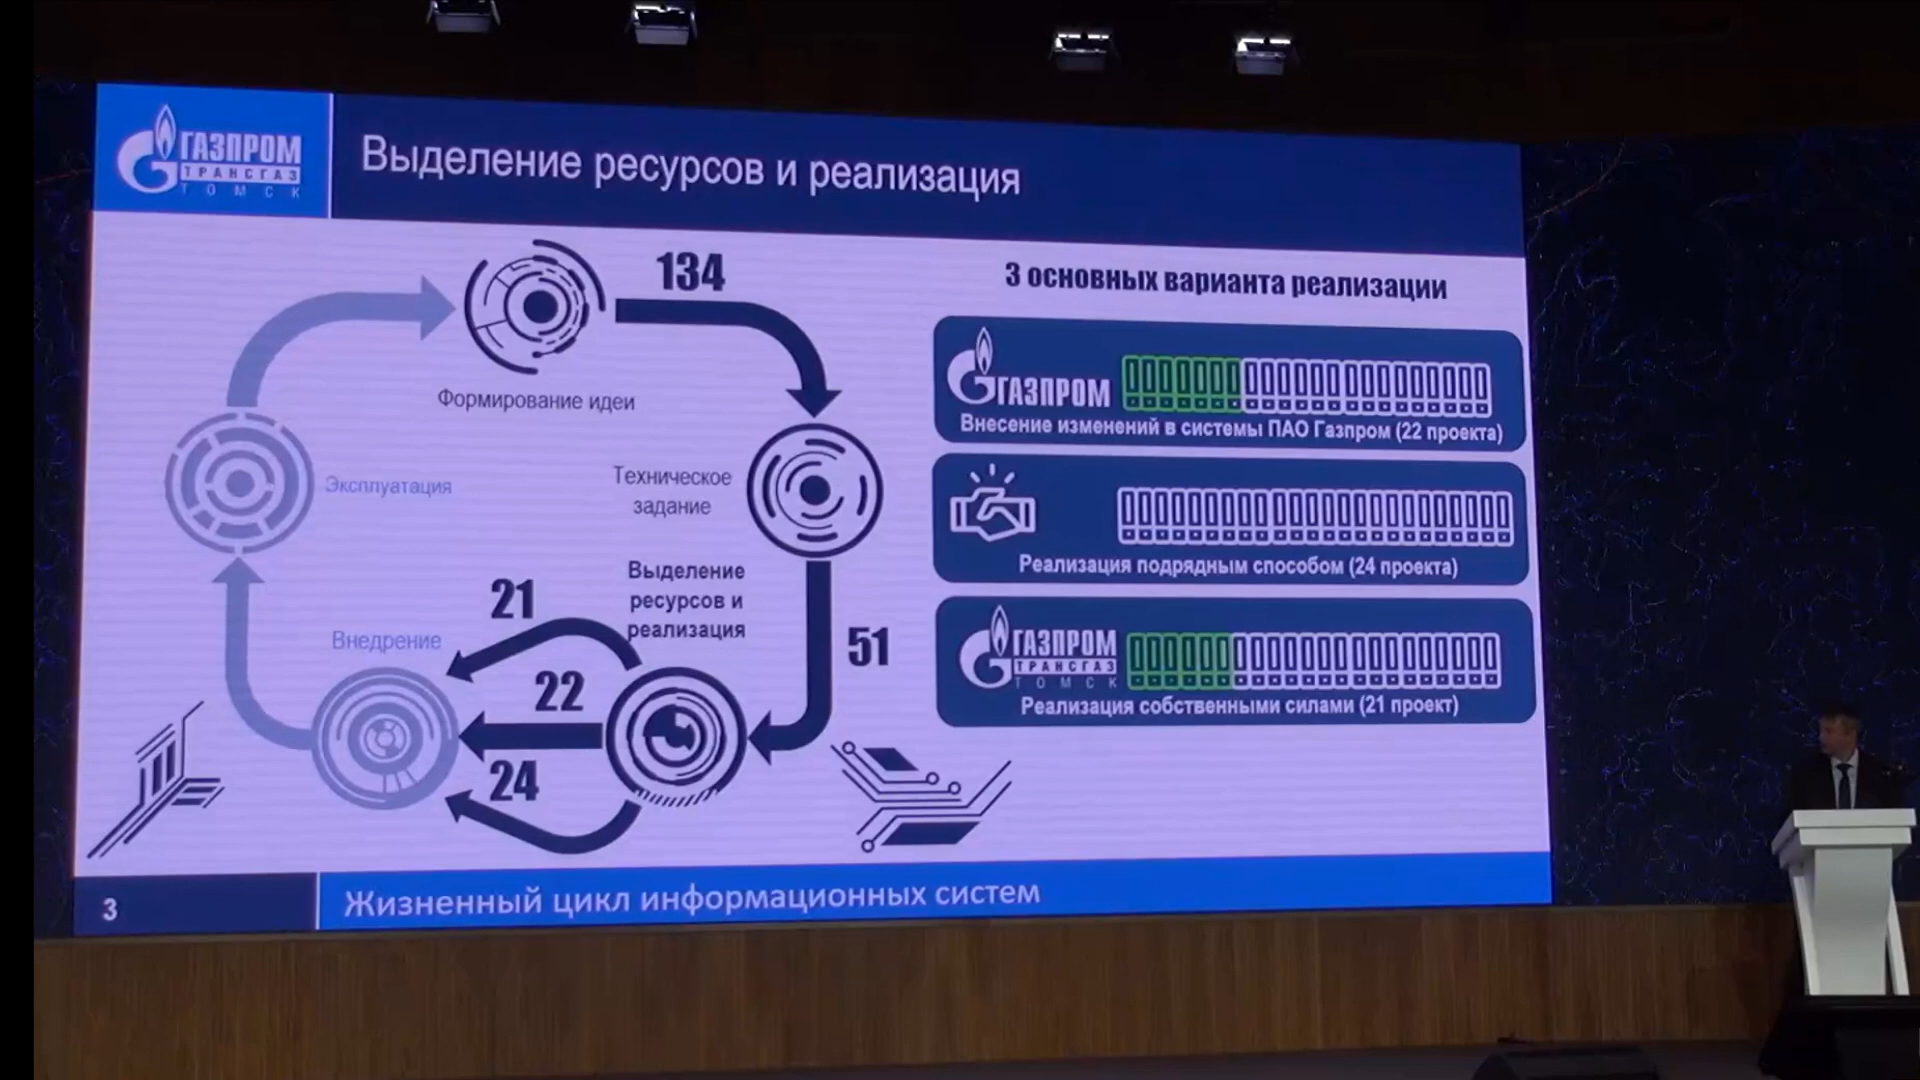 ГАЗПРОМ
ТРАНСГАЗ
ТОМСК
Выделение ресурсов и реализация
134
3 основных варианта реализации
Формирование идеи
ГАЗПРОМ
Внесение изменений в системы ПАО Газпром (22 проекта)
Эксплуатация
Техническое
задание
Реализация подрядным способом (24 проекта)
Выделение
ресурсов и
реализация
21
51
Внедрение
22
24
ГАЗПРОМ
ТРАНСГАЗ
ТОМСК
Реализация собственными силами (21 проект)
3
Жизненный цикл информационных систем